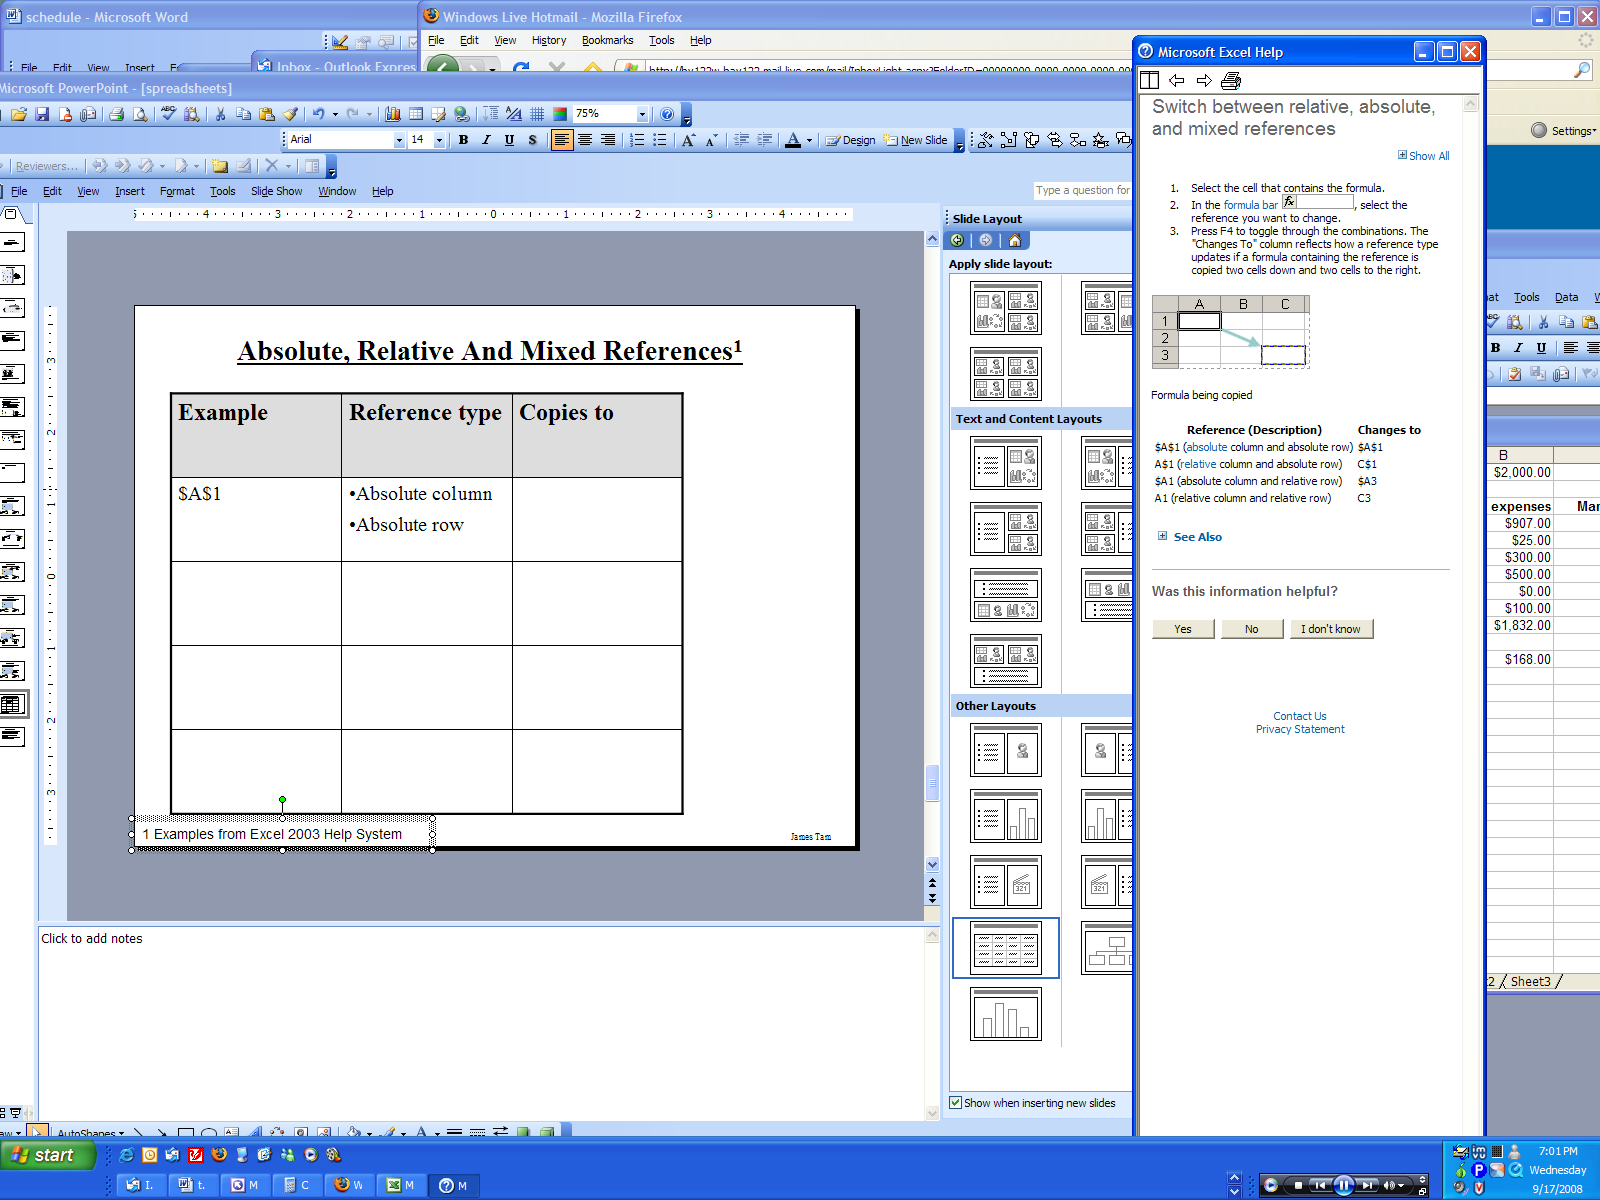 schedule - Microsoft Word
Windows Live Hotmail - Mozilla Firefox
File Edit View Insert
Inbox - Outlook Express
File Edit View History Bookmarks Tools Help
Microsoft PowerPoint - [spreadsheets]
75%
Arial 14 B I U S Design New Slide
Reviewers...
File Edit View Insert Format Tools Slide Show Window Help
Type a question for
Slide Layout
Apply slide layout:
Text and Content Layouts
Other Layouts
Show when inserting new slides
Absolute, Relative And Mixed References1
Example Reference type Copies to
$A$1 •Absolute column
•Absolute row
1 Examples from Excel 2003 Help System
James Tam
Click to add notes
AutoShapes
Microsoft Excel Help
Switch between relative, absolute,
and mixed references
Show All
1. Select the cell that contains the formula.
2. In the formula bar fx , select the
reference you want to change.
3. Press F4 to toggle through the combinations. The
"Changes To" column reflects how a reference type
updates if a formula containing the reference is
copied two cells down and two cells to the right.
A B C
1
2
3
Formula being copied
Reference (Description) Changes to
$A$1 (absolute column and absolute row) $A$1
A$1 (relative column and absolute row) C$1
$A1 (absolute column and relative row) $A3
A1 (relative column and relative row) C3
See Also
Was this information helpful?
Yes No I don't know
Contact Us
Privacy Statement
Settings
Tools Data
B I U
B
$2,000.00
expenses Mar
$907.00
$25.00
$300.00
$500.00
$0.00
$100.00
$1,832.00
$168.00
Sheet3
start
I. t. M C W M M
7:01 PM
Wednesday
9/17/2008